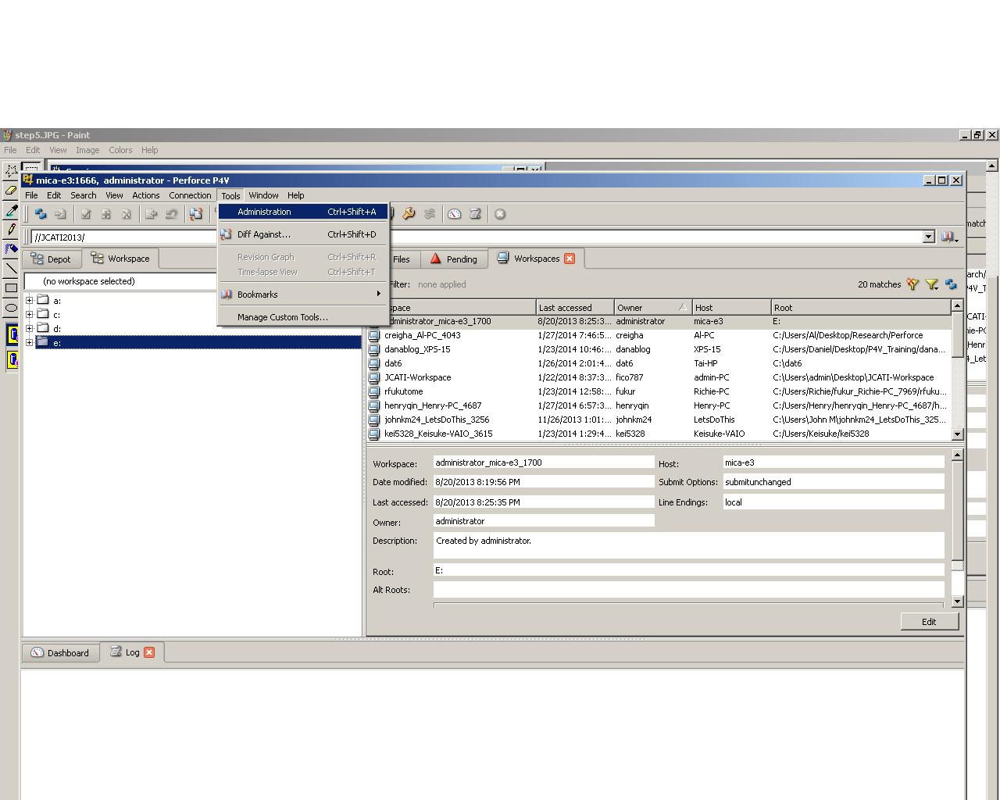 step5.JPG - Paint
File Edit View Image Colors Help
mica-e3:1666, administrator - Perforce P4V
File Edit Search View Actions Connection Tools Window Help
Administration Ctrl+Shift+A
Diff Against... Ctrl+Shift+D
Revision Graph Ctrl+Shift+R
Time-lapse View Ctrl+Shift+T
Bookmarks
Manage Custom Tools...
//JCATI2013/
Depot Workspace
(no workspace selected)
a:
c:
d:
e:
Files Pending Workspaces
Filter: none applied 20 matches
space Last accessed Owner Host Root
administrator_mica-e3_1700 8/20/2013 8:25:3... administrator mica-e3 E:
creigha_Al-PC_4043 1/27/2014 7:46:5... creigha Al-PC C:/Users/Al/Desktop/Research/Perforce
danablog_XPS-15 1/23/2014 10:46:... danablog XPS-15 C:/Users/Daniel/Desktop/P4V_Training/dana...
dat6 1/26/2014 2:01:4... dat6 Tai-HP C:\dat6
JCATI-Workspace 1/22/2014 8:37:3... fico787 admin-PC C:\Users\admin\Desktop\JCATI-Workspace
rfukutome 1/23/2014 12:58:... fukur Richie-PC C:/Users/Richie/fukur_Richie-PC_7969/rfuku...
henryqin_Henry-PC_4687 1/27/2014 6:57:3... henryqin Henry-PC C:/Users/Henry/henryqin_Henry-PC_4687/h...
johnkm24_LetsDoThis_3256 11/26/2013 1:01:... johnkm24 LetsDoThis C:\Users\John M\johnkm24_LetsDoThis_325...
kei5328_Keisuke-VAIO_3615 1/23/2014 1:29:4... kei5328 Keisuke-VAIO C:/Users/Keisuke/kei5328
Workspace: administrator_mica-e3_1700 Host: mica-e3
Date modified: 8/20/2013 8:19:56 PM Submit Options: submitunchanged
Last accessed: 8/20/2013 8:25:35 PM Line Endings: local
Owner: administrator
Description: Created by administrator.
Root: E:
Alt Roots:
Edit
Dashboard Log